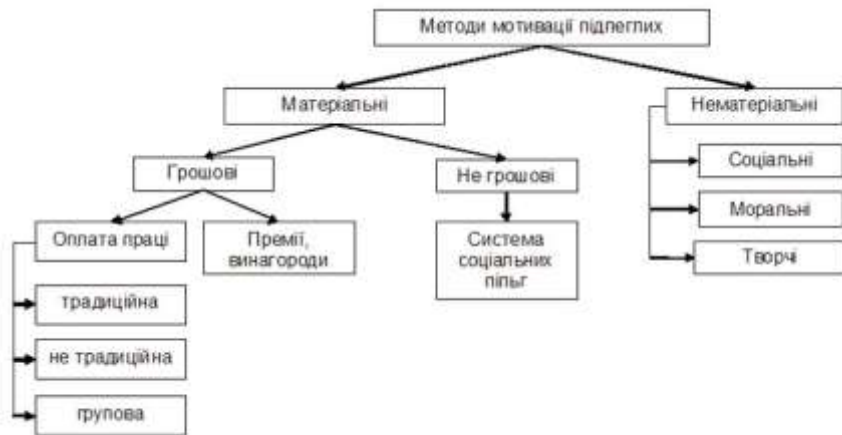 Методи мотивації підлеглих
Матеріальні
Нематеріальні
Грошові
Не грошові
Соціальні
Моральні
Творчі
Оплата праці
Премії,
винагороди
Система
соціальних
пільг
традиційна
не традиційна
групова